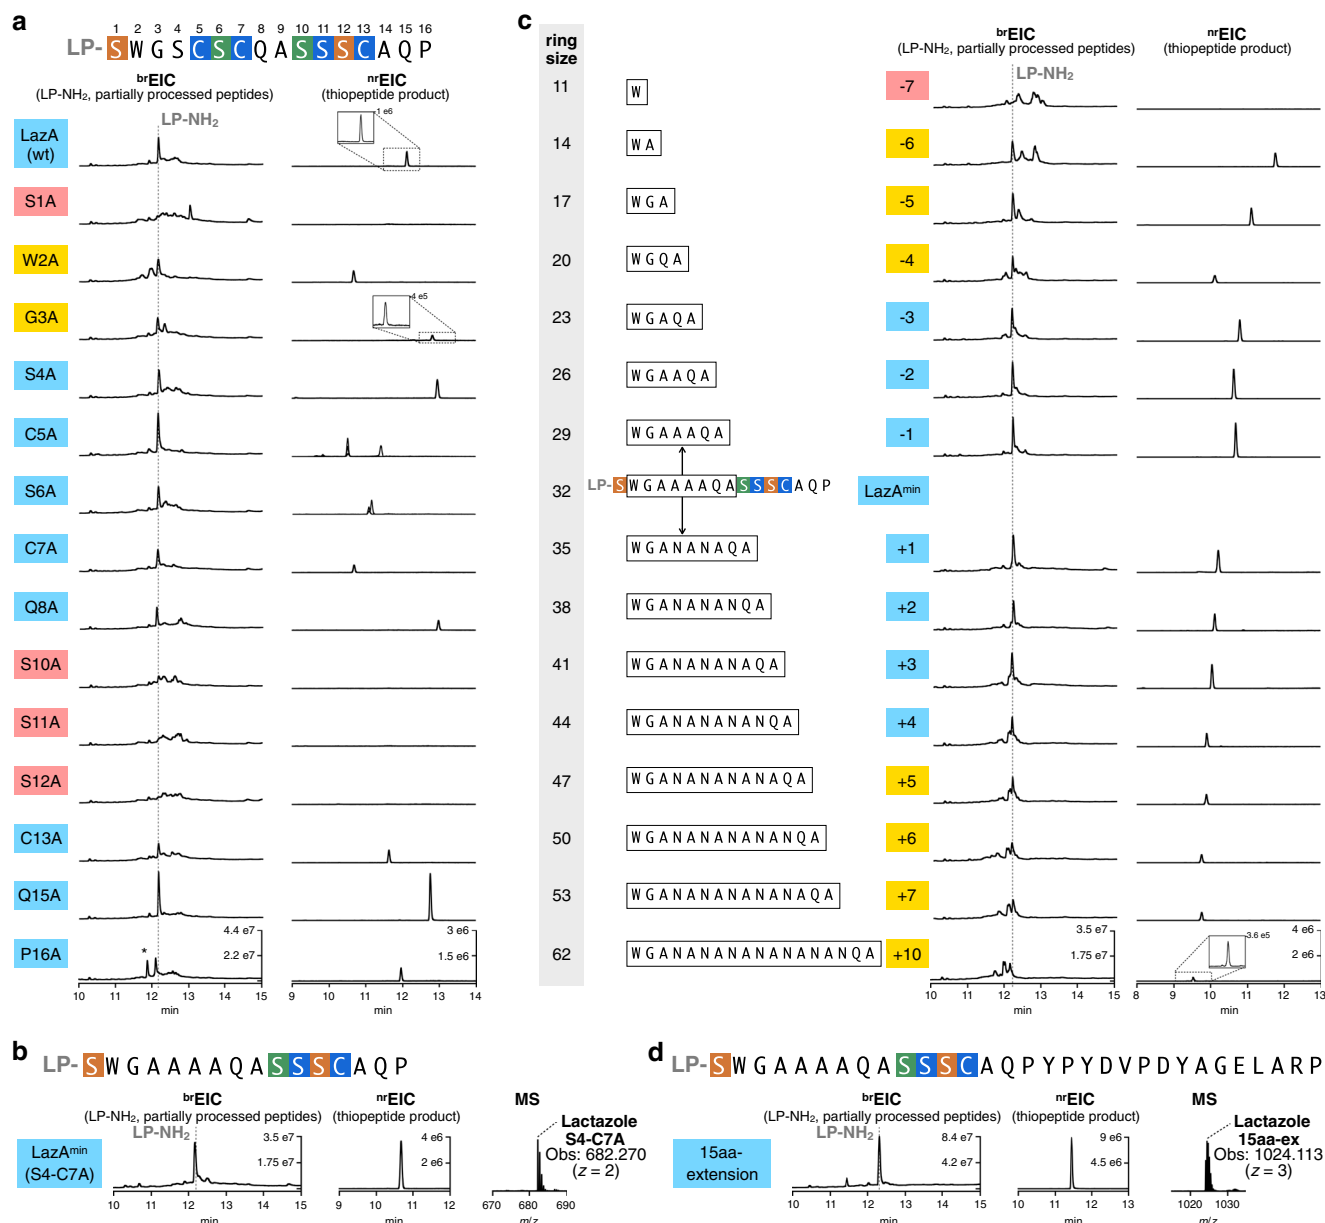 a
1 2 3 4 5 6 7 8 9 10 11 12 13 14 15 16
LP- S W G S C S C Q A S S S C A Q P
brEIC
(LP-NH2, partially processed peptides)
nrEIC
(thiopeptide product)
LP-NH2
LazA
(wt)
1 e6
S1A
W2A
G3A
4 e5
S4A
C5A
S6A
C7A
Q8A
S10A
S11A
S12A
C13A
Q15A
P16A
*
4.4 e7
2.2 e7
3 e6
1.5 e6
10 11 12 13 14 15
min
9 10 11 12 13 14
min
c
ring
size
brEIC
(LP-NH2, partially processed peptides)
nrEIC
(thiopeptide product)
LP-NH2
11 W -7
14 W A -6
17 W G A -5
20 W G Q A -4
23 W G A Q A -3
26 W G A A Q A -2
29 W G A A A Q A -1
32 LP- S W G A A A A Q A S S S C A Q P LazAmin
35 W G A N A N A Q A +1
38 W G A N A N A N Q A +2
41 W G A N A N A N A Q A +3
44 W G A N A N A N A N Q A +4
47 W G A N A N A N A N A Q A +5
50 W G A N A N A N A N A N Q A +6
53 W G A N A N A N A N A N A Q A +7
62 W G A N A N A N A N A N A N A N Q A +10
3.5 e7
1.75 e7
3.6 e5
4 e6
2 e6
10 11 12 13 14 15
min
8 9 10 11 12 13
min
b
LP- S W G A A A A Q A S S S C A Q P
brEIC
(LP-NH2, partially processed peptides)
nrEIC
(thiopeptide product)
MS
LP-NH2
LazAmin
(S4-C7A)
3.5 e7
1.75 e7
4 e6
2 e6
Lactazole
S4-C7A
Obs: 682.270
(z = 2)
10 11 12 13 14 15
min
9 10 11 12
min
670 680 690
m/z
d
LP- S W G A A A A Q A S S S C A Q P Y P Y D V P D Y A G E L A R P
brEIC
(LP-NH2, partially processed peptides)
nrEIC
(thiopeptide product)
MS
LP-NH2
15aa-
extension
8.4 e7
4.2 e7
9 e6
4.5 e6
Lactazole
15aa-ex
Obs: 1024.113
(z = 3)
10 11 12 13 14 15
min
10 11 12 13
min
1020 1030
m/z